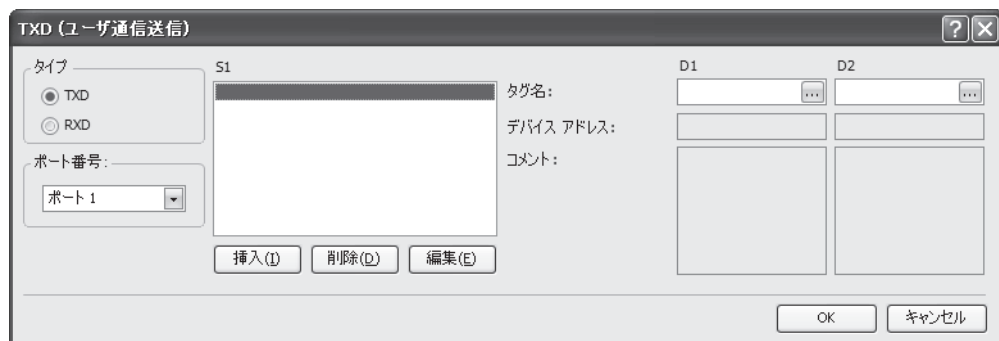 TXD (ユーザ通信送信)
タイプ
TXD
RXD
ポート番号:
ポート 1
S1
挿入(I)
削除(D)
編集(E)
D1
D2
タグ名:
...
...
デバイス アドレス:
コメント:
OK
キャンセル